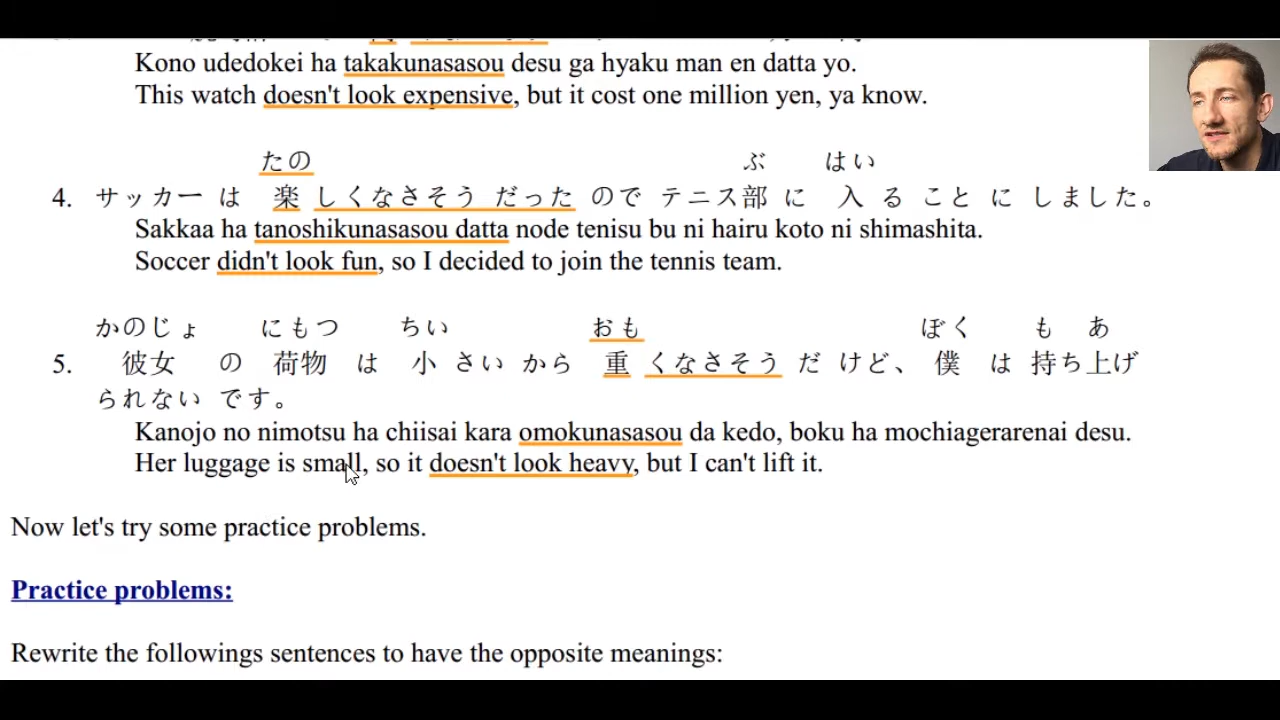 Kono udedokei ha takakunasasou desu ga hyaku man en datta yo.
This watch doesn't look expensive, but it cost one million yen, ya know.
たの ぶ はい
4. サッカー は 楽 しくなさそう だった ので テニス部 に 入 る こと に しました。
Sakkaa ha tanoshikunasasou datta node tenisu bu ni hairu koto ni shimashita.
Soccer didn't look fun, so I decided to join the tennis team.
かのじょ にもつ ちい おも ぼく も あ
5. 彼女 の 荷物 は 小 さい から 重 くなさそう だ けど、 僕 は 持ち上げ
られない です。
Kanojo no nimotsu ha chiisai kara omokunasasou da kedo, boku ha mochiagerarenai desu.
Her luggage is small, so it doesn't look heavy, but I can't lift it.
Now let's try some practice problems.
Practice problems:
Rewrite the followings sentences to have the opposite meanings: